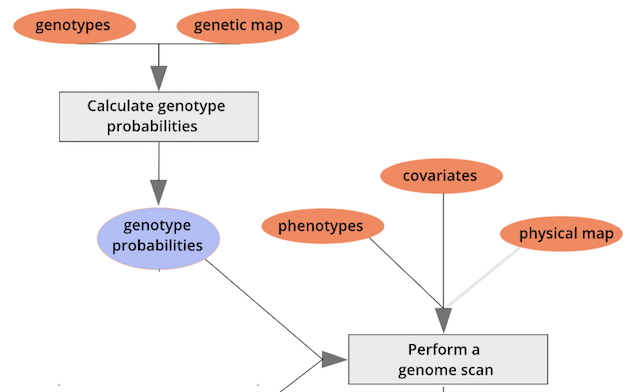 genotypes
genetic map
Calculate genotype
probabilities
covariates
genotype
probabilities
phenotypes
physical map
Perform a
genome scan